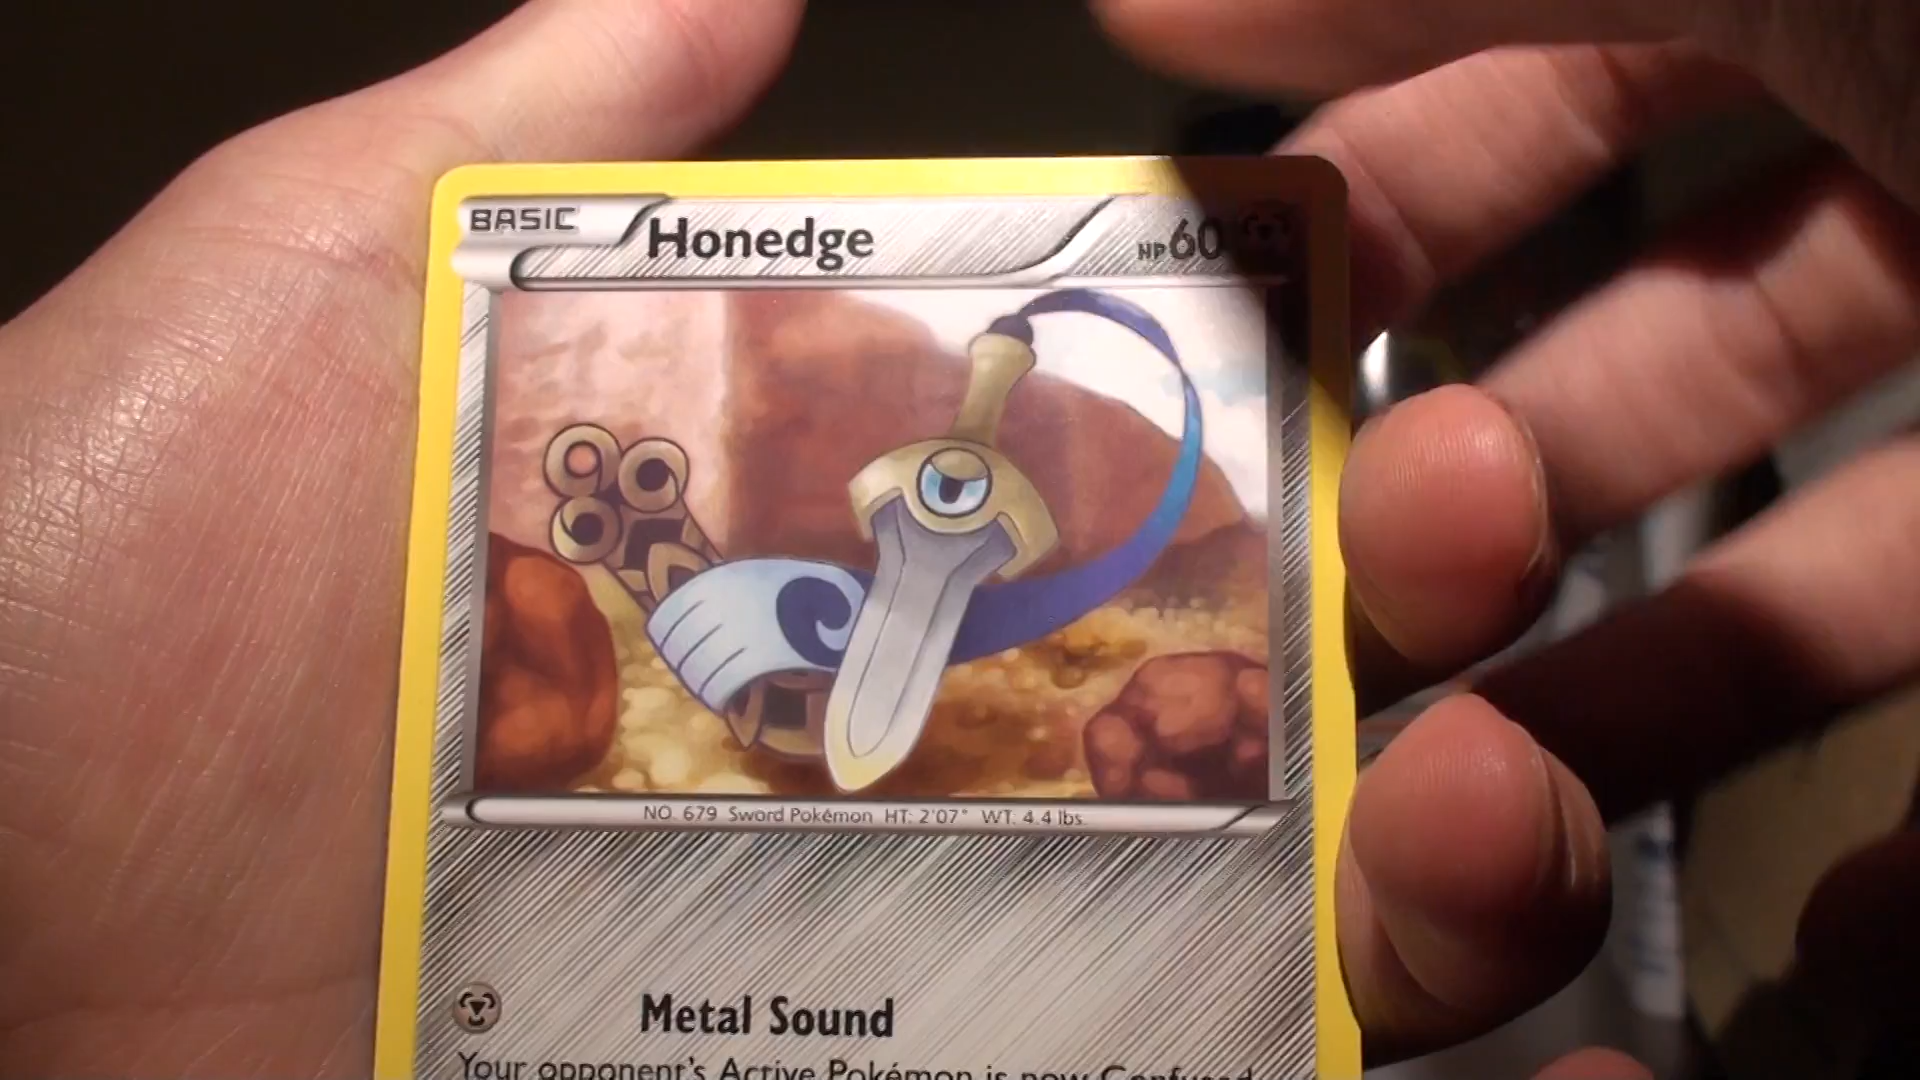 BASIC Honedge HP60
NO. 679 Sword Pokémon HT: 2'07" WT: 4.4 lbs.
Metal Sound
Your opponent's Active Pokémon is now Confused